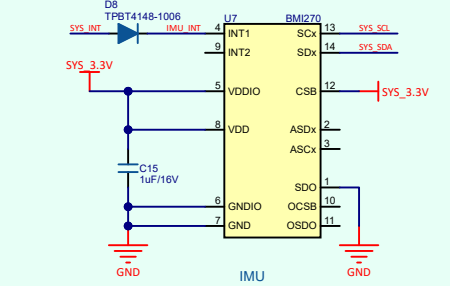 D8
TPBT4148-1006
U7 BMI270
SYS_INT IMU_INT 4 INT1 SCx 13 SYS_SCL
9 INT2 SDx 14 SYS_SDA
SYS_3.3V
5 VDDIO CSB 12 SYS_3.3V
8 VDD ASDx 2
ASCx 3
C15
1uF/16V
SDO 1
6 GNDIO OCSB 10
7 GND OSDO 11
GND GND
IMU